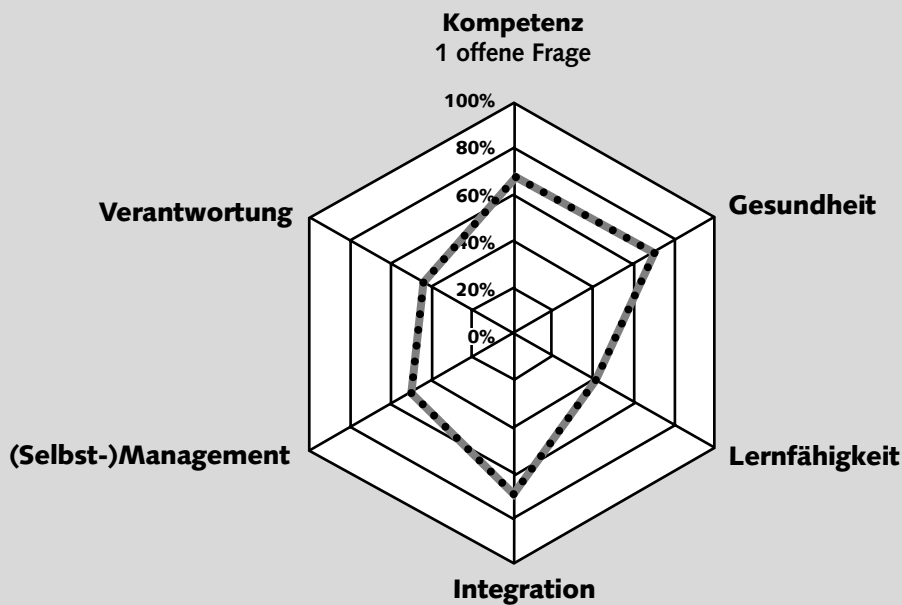 Kompetenz
1 offene Frage
100%
80%
Gesundheit
Verantwortung
60%
40%
20%
0%
(Selbst-)Management
Lernfähigkeit
Integration